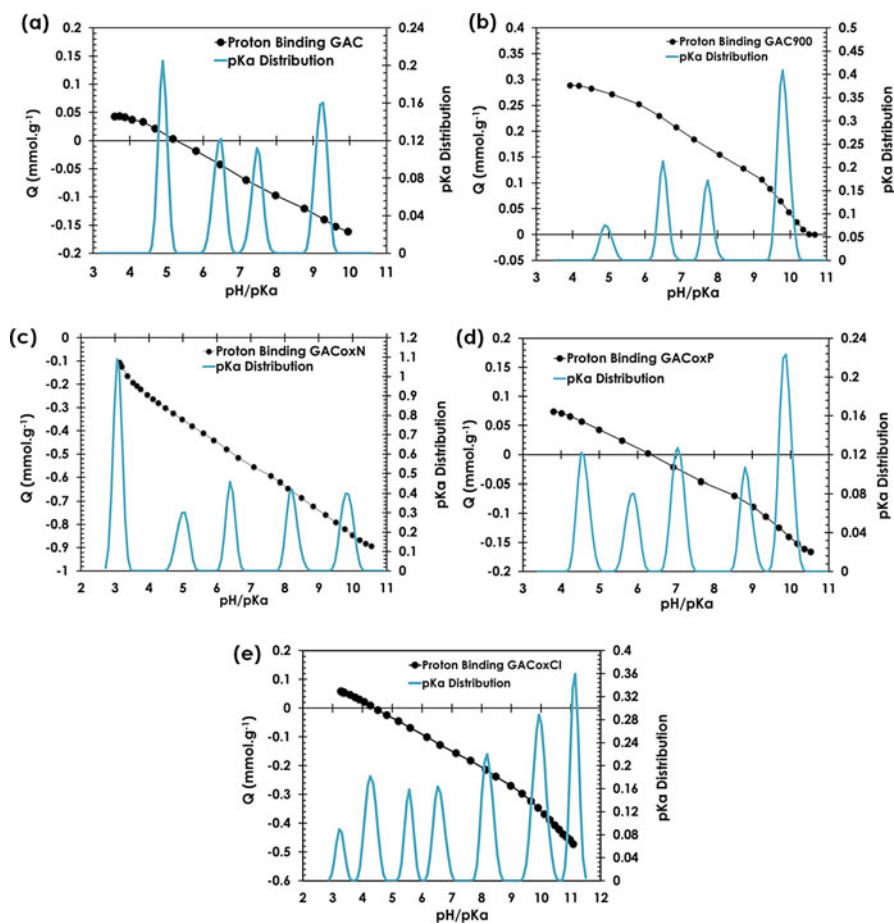 (a)
Proton Binding GAC
pKa Distribution
Q (mmol.g⁻¹)
0.2
0.15
0.1
0.05
0
-0.05
-0.1
-0.15
-0.2
0.24
0.2
0.16
0.12
0.08
0.04
0
pKa Distribution
3 4 5 6 7 8 9 10 11
pH/pKa
(b)
Proton Binding GAC900
pKa Distribution
Q (mmol.g⁻¹)
0.4
0.35
0.3
0.25
0.2
0.15
0.1
0.05
0
-0.05
0.5
0.45
0.4
0.35
0.3
0.25
0.2
0.15
0.1
0.05
0
pKa Distribution
3 4 5 6 7 8 9 10 11
pH/pKa
(c)
Proton Binding GACoxN
pKa Distribution
Q (mmol.g⁻¹)
0
-0.1
-0.2
-0.3
-0.4
-0.5
-0.6
-0.7
-0.8
-0.9
-1
1.2
1.1
1
0.9
0.8
0.7
0.6
0.5
0.4
0.3
0.2
0.1
0
pKa Distribution
2 3 4 5 6 7 8 9 10 11
pH/pKa
(d)
Proton Binding GACoxP
pKa Distribution
Q (mmol.g⁻¹)
0.2
0.15
0.1
0.05
0
-0.05
-0.1
-0.15
-0.2
0.24
0.2
0.16
0.12
0.08
0.04
0
pKa Distribution
3 4 5 6 7 8 9 10 11
pH/pKa
(e)
Proton Binding GACoxCl
pKa Distribution
Q (mmol.g⁻¹)
0.2
0.1
0
-0.1
-0.2
-0.3
-0.4
-0.5
-0.6
0.4
0.36
0.32
0.28
0.24
0.2
0.16
0.12
0.08
0.04
0
pKa Distribution
2 3 4 5 6 7 8 9 10 11 12
pH/pKa